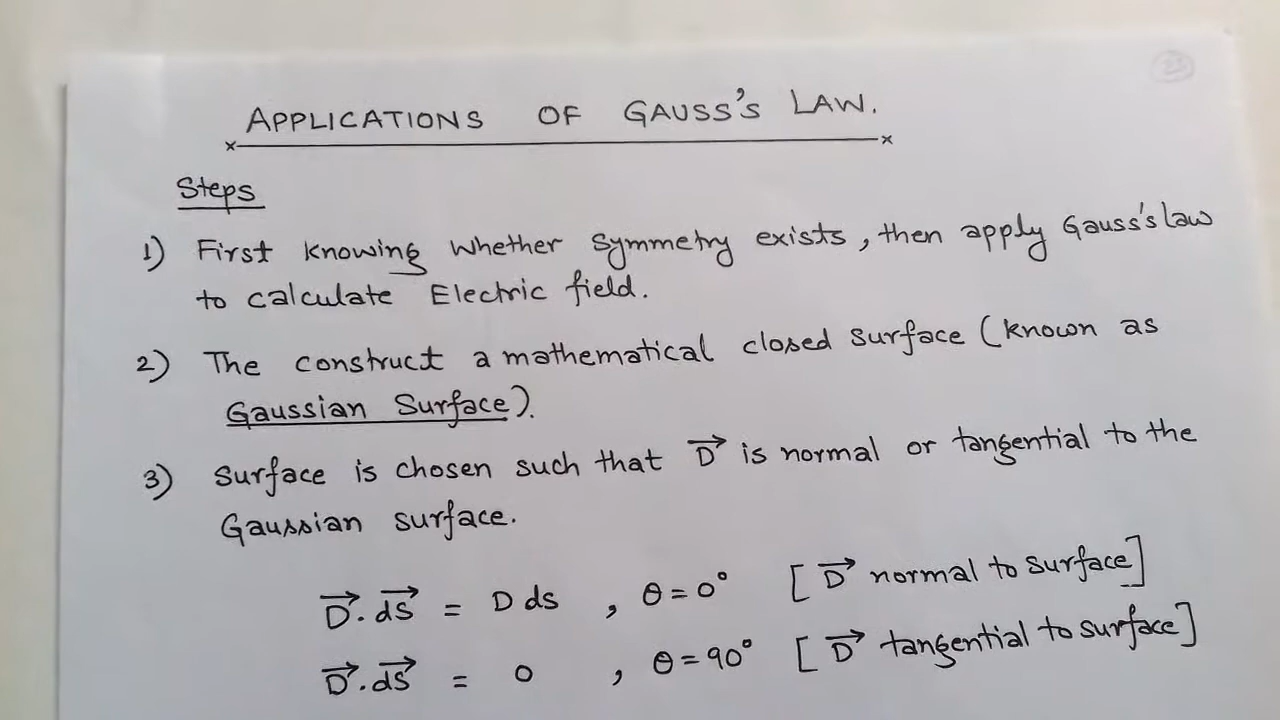 APPLICATIONS OF GAUSS'S LAW.
Steps
1) First knowing whether symmetry exists, then apply Gauss's law
to calculate Electric field.
2) The construct a mathematical closed surface (known as
Gaussian Surface).
3) Surface is chosen such that D⃗ is normal or tangential to the
Gaussian surface.
D⃗. d⃗s = D ds , θ = 0° [D⃗ normal to surface]
D⃗. d⃗s = 0 , θ = 90° [D⃗ tangential to surface]